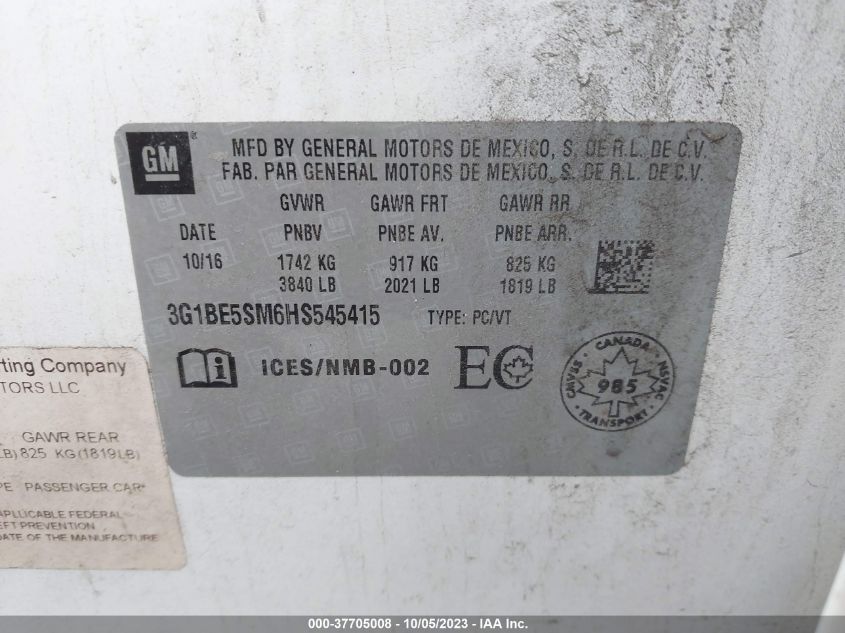 GM
MFD BY GENERAL MOTORS DE MEXICO, S. DE R.L. DE C.V.
FAB. PAR GENERAL MOTORS DE MEXICO, S. DE R.L. DE C.V.
GVWR GAWR FRT GAWR RR
DATE PNBV PNBE AV. PNBE ARR.
10/16 1742 KG 917 KG 825 KG
3840 LB 2021 LB 1819 LB
3G1BE5SM6HS545415 TYPE: PC/VT
ICES/NMB-002 EC
CANADA
CMVSS NSVAC
985
TRANSPORT
rting Company
TORS LLC
GAWR REAR
LB) 825 KG (1819LB)
PE PASSENGER CAR
APLLICABLE FEDERAL
EFT PREVENTION
DATE OF THE MANUFACTURE
000-37705008 - 10/05/2023 - IAAI.com